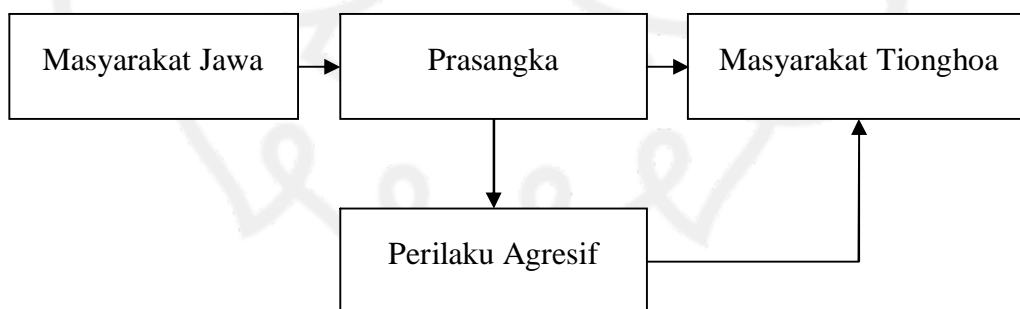 Masyarakat Jawa
Prasangka
Masyarakat Tionghoa
Perilaku Agresif